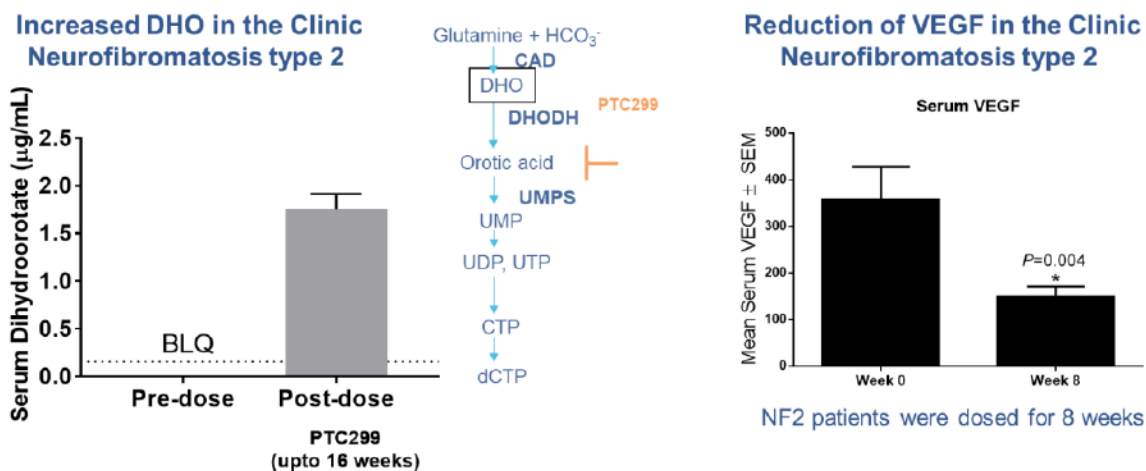 Increased DHO in the Clinic
Neurofibromatosis type 2
Serum Dihydroorotate (µg/mL)
2.5
2.0
1.5
1.0
0.5
0.0
BLQ
Pre-dose
Post-dose
PTC299
(upto 16 weeks)
Glutamine + HCO₃⁻
CAD
DHO
PTC299
DHODH
Orotic acid
UMPS
UMP
UDP, UTP
CTP
dCTP
Reduction of VEGF in the Clinic
Neurofibromatosis type 2
Serum VEGF
Mean Serum VEGF ± SEM
500
400
300
200
100
0
P=0.004
*
Week 0
Week 8
NF2 patients were dosed for 8 weeks